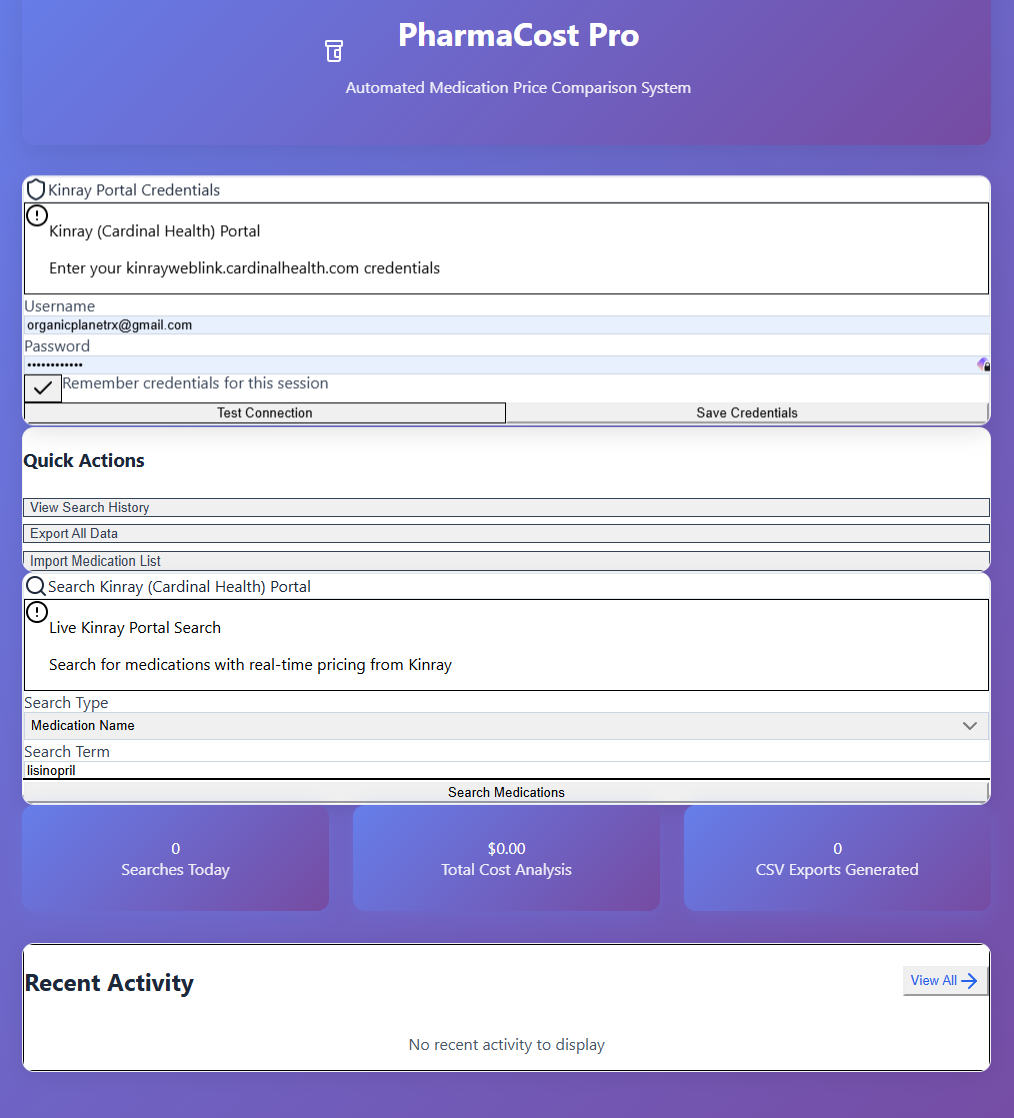 PharmaCost Pro
Automated Medication Price Comparison System
Kinray Portal Credentials
Kinray (Cardinal Health) Portal
Enter your kinrayweblink.cardinalhealth.com credentials
Username
organicplanetrx@gmail.com
Password
••••••••••••
Remember credentials for this session
Test Connection
Save Credentials
Quick Actions
View Search History
Export All Data
Import Medication List
Search Kinray (Cardinal Health) Portal
Live Kinray Portal Search
Search for medications with real-time pricing from Kinray
Search Type
Medication Name
Search Term
lisinopril
Search Medications
0
Searches Today
$0.00
Total Cost Analysis
0
CSV Exports Generated
Recent Activity
View All
No recent activity to display